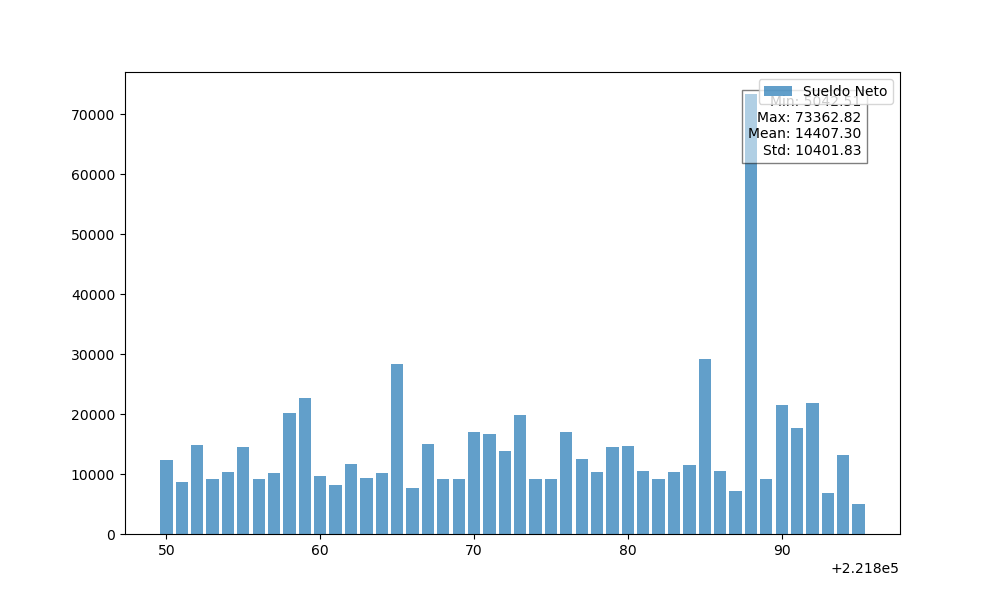 Sueldo Neto
Min: 5042.51
Max: 73362.82
Mean: 14407.30
Std: 10401.83
70000
60000
50000
40000
30000
20000
10000
0
50 60 70 80 90
+2.218e5